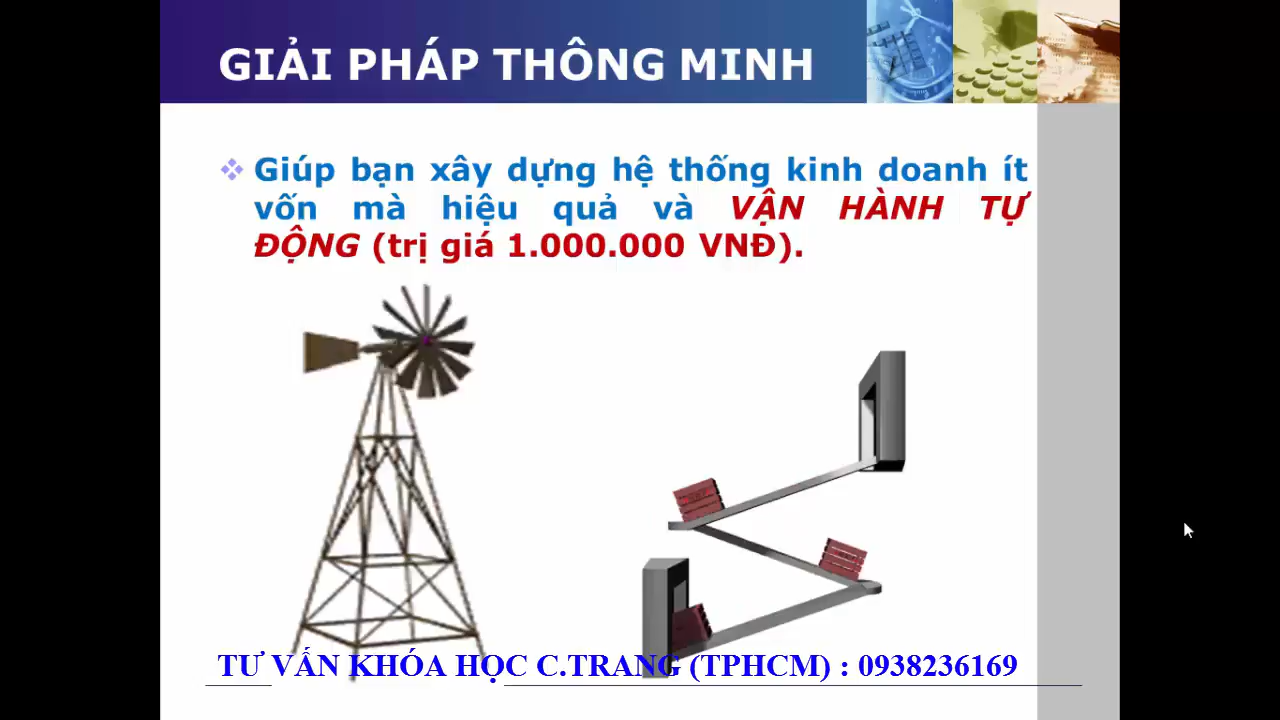 GIẢI PHÁP THÔNG MINH
Giúp bạn xây dựng hệ thống kinh doanh ít
vốn mà hiệu quả và VẬN HÀNH TỰ
ĐỘNG (trị giá 1.000.000 VNĐ).
TƯ VẤN KHÓA HỌC C.TRANG (TPHCM) : 0938236169